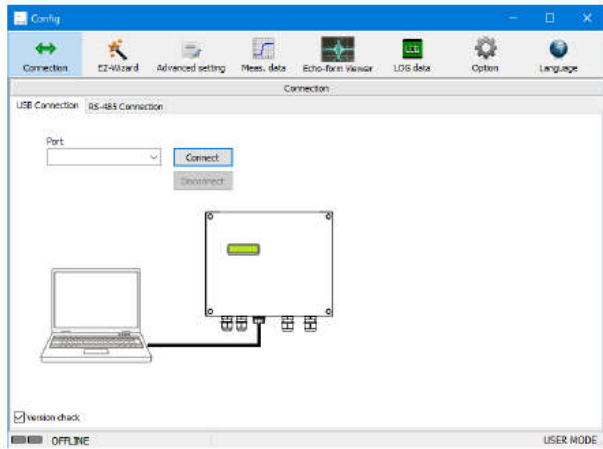 Config
Connection EZ-Wizard Advanced setting Meas. data Echo-form Viewer LOG data Option Language
Connection
USB Connection RS-485 Connection
Port
Connect
Disconnect
Version check
OFFLINE USER MODE